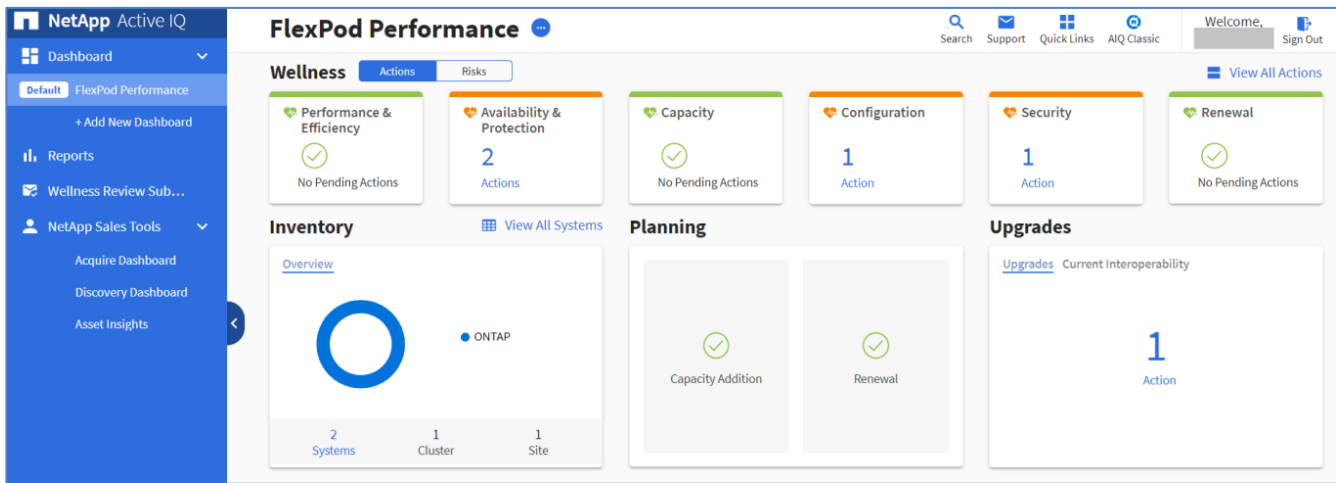 NetApp Active IQ
Dashboard
Default FlexPod Performance
+ Add New Dashboard
Reports
Wellness Review Sub...
NetApp Sales Tools
Acquire Dashboard
Discovery Dashboard
Asset Insights
FlexPod Performance
Search
Support
Quick Links
AIQ Classic
Welcome,
Sign Out
Wellness
Actions
Risks
View All Actions
Performance &
Efficiency
No Pending Actions
Availability &
Protection
2
Actions
Capacity
No Pending Actions
Configuration
1
Action
Security
1
Action
Renewal
No Pending Actions
Inventory
View All Systems
Overview
ONTAP
2
Systems
1
Cluster
1
Site
Planning
Capacity Addition
Renewal
Upgrades
Upgrades Current Interoperability
1
Action